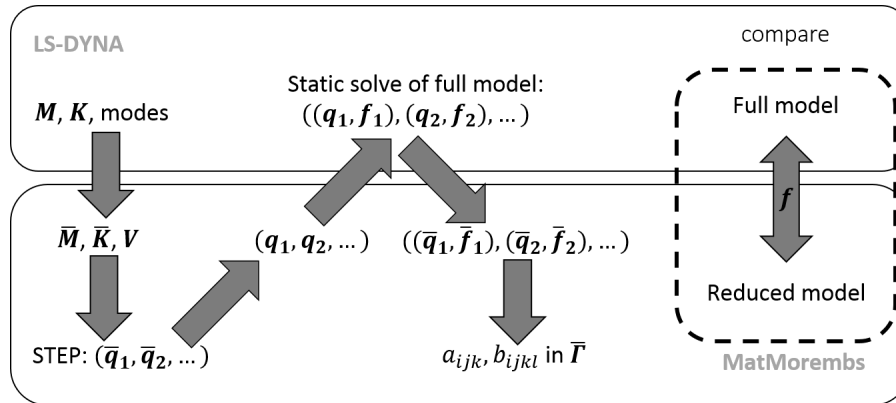 LS-DYNA
compare
Static solve of full model:
((q₁, f₁), (q₂, f₂), … )
M, K, modes
Full model
f
M̄, K̄, V
(q₁, q₂, … )
((q̄₁, f̄₁), (q̄₂, f̄₂), … )
Reduced model
STEP: (q̄₁, q̄₂, … )
aᵢⱼₖ, bᵢⱼₖₗ in Γ̄
MatMorembs